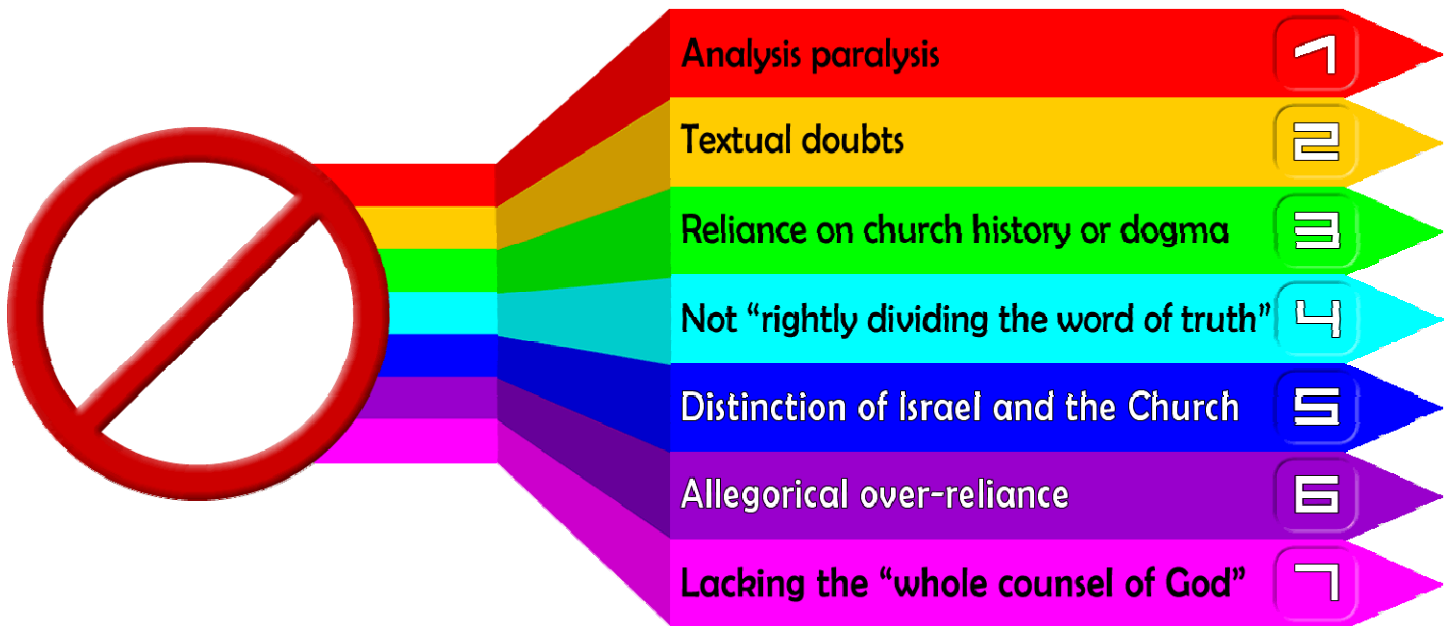 Analysis paralysis 1
Textual doubts 2
Reliance on church history or dogma 3
Not “rightly dividing the word of truth” 4
Distinction of Israel and the Church 5
Allegorical over-reliance 6
Lacking the “whole counsel of God” 7